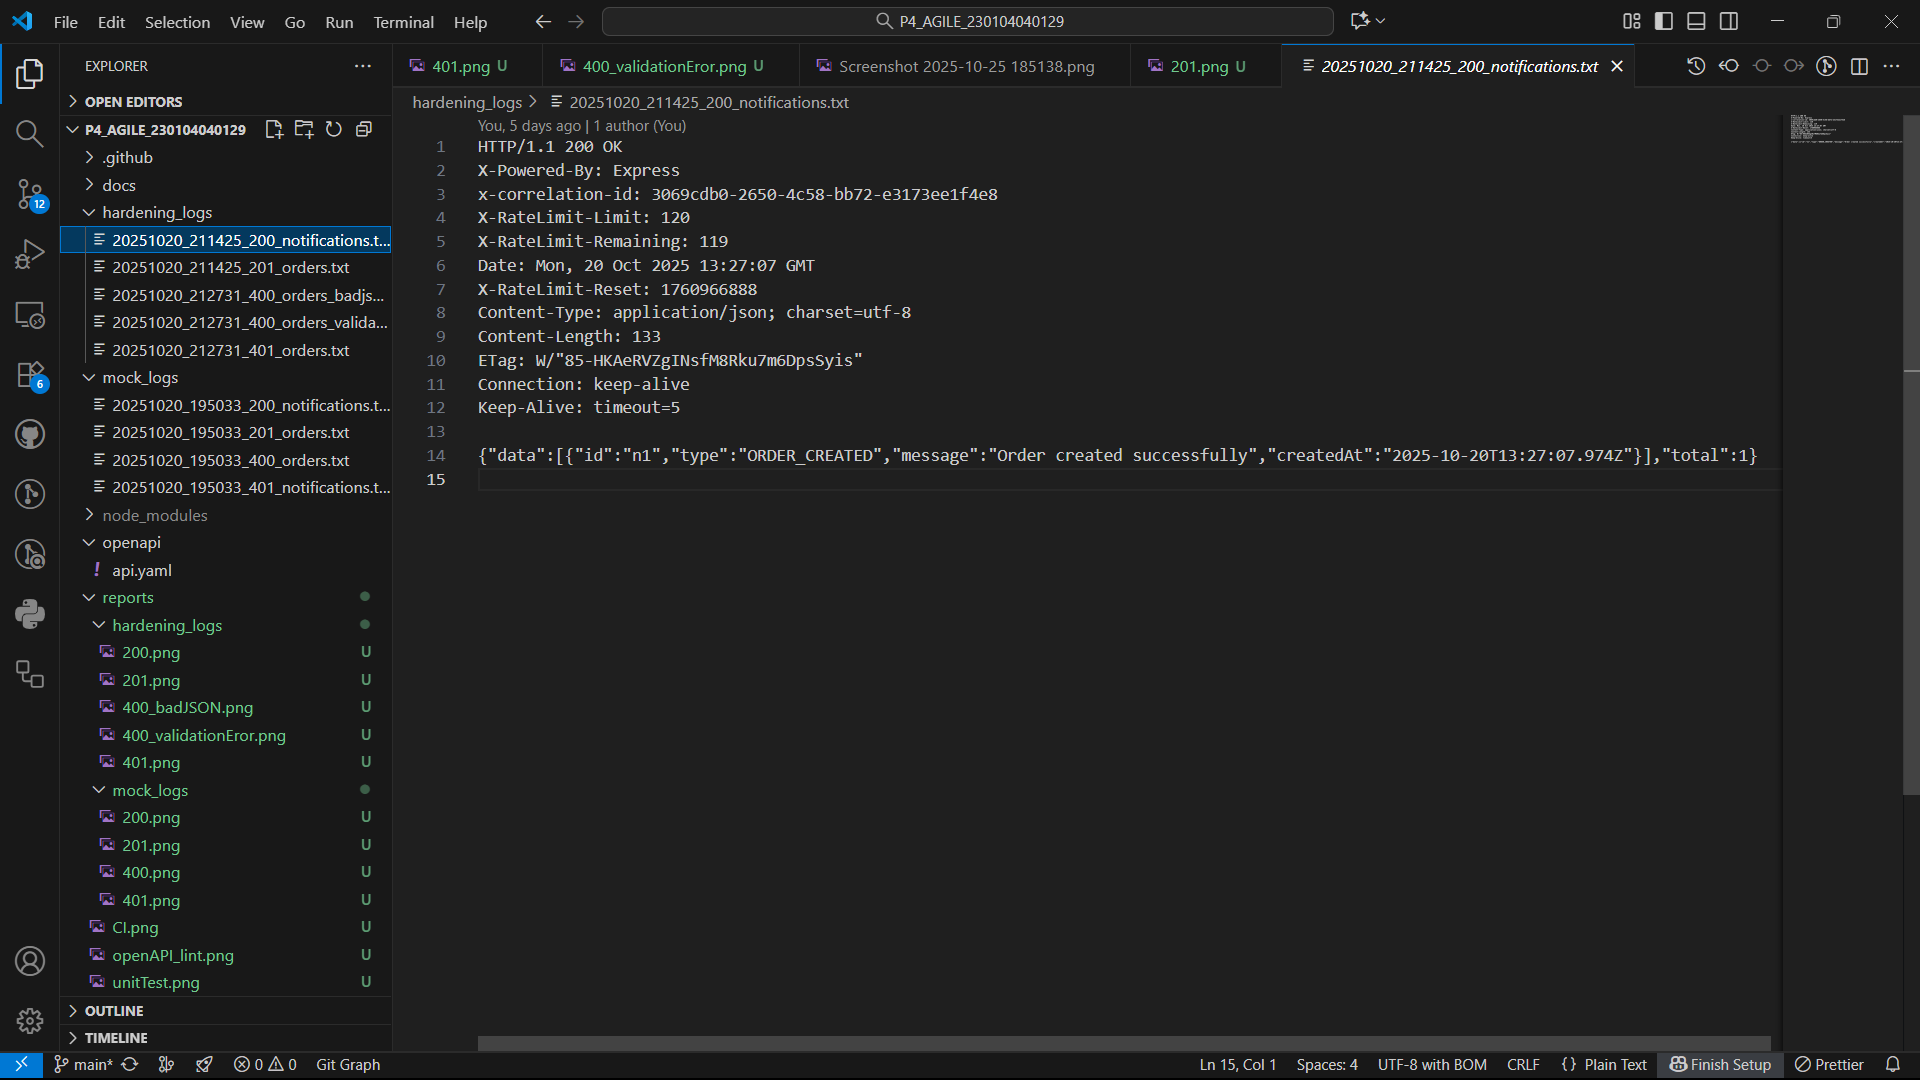 File Edit Selection View Go Run Terminal Help
P4_AGILE_230104040129
EXPLORER
OPEN EDITORS
P4_AGILE_230104040129
.github
docs
hardening_logs
20251020_211425_200_notifications.t...
20251020_211425_201_orders.txt
20251020_212731_400_orders_badjs...
20251020_212731_400_orders_valida...
20251020_212731_401_orders.txt
mock_logs
20251020_195033_200_notifications.t...
20251020_195033_201_orders.txt
20251020_195033_400_orders.txt
20251020_195033_401_notifications.t...
node_modules
openapi
! api.yaml
reports
hardening_logs
200.png U
201.png U
400_badJSON.png U
400_validationEror.png U
401.png U
mock_logs
200.png U
201.png U
400.png U
401.png U
CI.png U
openAPI_lint.png U
unitTest.png U
OUTLINE
TIMELINE
12
6
401.png U
400_validationEror.png U
Screenshot 2025-10-25 185138.png
201.png U
20251020_211425_200_notifications.txt
hardening_logs > 20251020_211425_200_notifications.txt
You, 5 days ago | 1 author (You)
1 HTTP/1.1 200 OK
2 X-Powered-By: Express
3 x-correlation-id: 3069cdb0-2650-4c58-bb72-e3173ee1f4e8
4 X-RateLimit-Limit: 120
5 X-RateLimit-Remaining: 119
6 Date: Mon, 20 Oct 2025 13:27:07 GMT
7 X-RateLimit-Reset: 1760966888
8 Content-Type: application/json; charset=utf-8
9 Content-Length: 133
10 ETag: W/"85-HKAeRVZgINsfM8Rku7m6DpsSyis"
11 Connection: keep-alive
12 Keep-Alive: timeout=5
13
14 {"data":[{"id":"n1","type":"ORDER_CREATED","message":"Order created successfully","createdAt":"2025-10-20T13:27:07.974Z"}],"total":1}
15
main* 0 0 Git Graph
Ln 15, Col 1 Spaces: 4 UTF-8 with BOM CRLF {} Plain Text Finish Setup Prettier